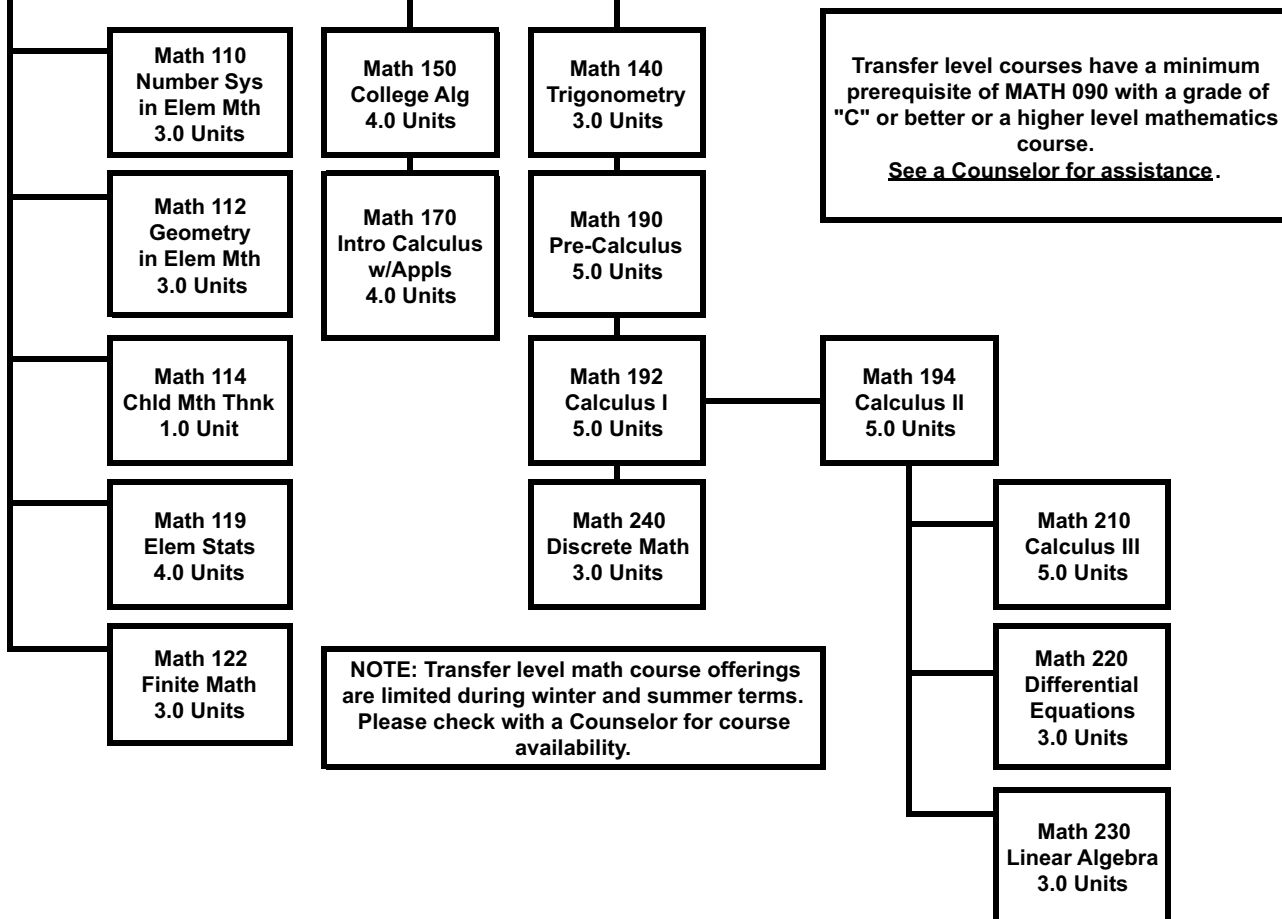 Math 110
Number Sys
in Elem Mth
3.0 Units
Math 150
College Alg
4.0 Units
Math 140
Trigonometry
3.0 Units
Transfer level courses have a minimum
prerequisite of MATH 090 with a grade of
"C" or better or a higher level mathematics
course.
See a Counselor for assistance.
Math 112
Geometry
in Elem Mth
3.0 Units
Math 170
Intro Calculus
w/Appls
4.0 Units
Math 190
Pre-Calculus
5.0 Units
Math 114
Chld Mth Thnk
1.0 Unit
Math 192
Calculus I
5.0 Units
Math 194
Calculus II
5.0 Units
Math 119
Elem Stats
4.0 Units
Math 240
Discrete Math
3.0 Units
Math 210
Calculus III
5.0 Units
Math 122
Finite Math
3.0 Units
NOTE: Transfer level math course offerings
are limited during winter and summer terms.
Please check with a Counselor for course
availability.
Math 220
Differential
Equations
3.0 Units
Math 230
Linear Algebra
3.0 Units